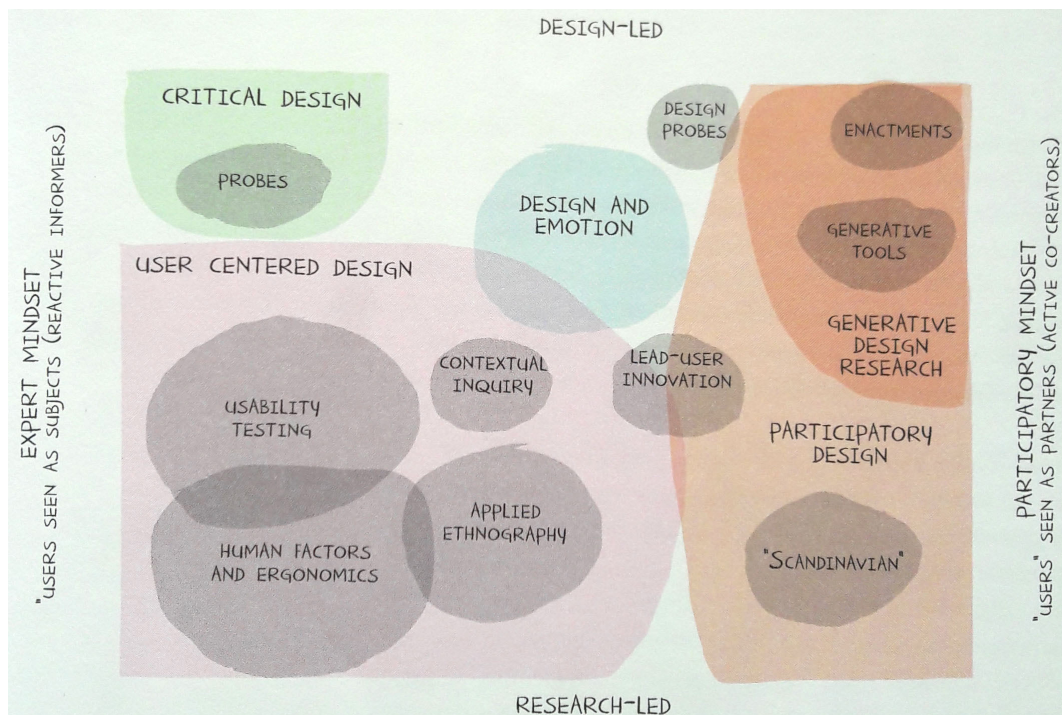 DESIGN-LED
CRITICAL DESIGN
PROBES
DESIGN
PROBES
ENACTMENTS
DESIGN AND
EMOTION
GENERATIVE
TOOLS
USER CENTERED DESIGN
GENERATIVE
DESIGN
RESEARCH
CONTEXTUAL
INQUIRY
LEAD-USER
INNOVATION
USABILITY
TESTING
PARTICIPATORY
DESIGN
APPLIED
ETHNOGRAPHY
HUMAN FACTORS
AND ERGONOMICS
"SCANDINAVIAN"
RESEARCH-LED
EXPERT MINDSET
"USERS SEEN AS SUBJECTS (REACTIVE INFORMERS)
PARTICIPATORY MINDSET
"USERS" SEEN AS PARTNERS (ACTIVE CO-CREATORS)